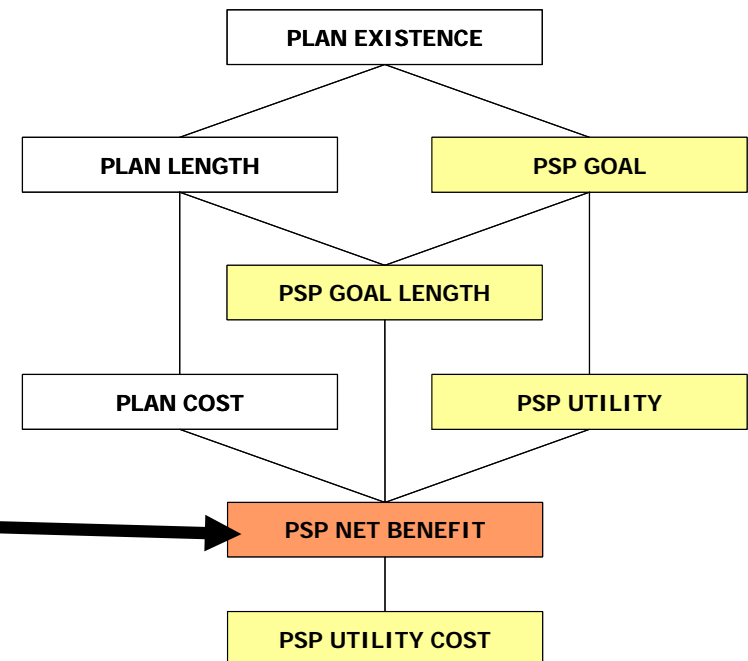 PLAN EXISTENCE
PLAN LENGTH
PSP GOAL
PSP GOAL LENGTH
PLAN COST
PSP UTILITY
PSP NET BENEFIT
PSP UTILITY COST